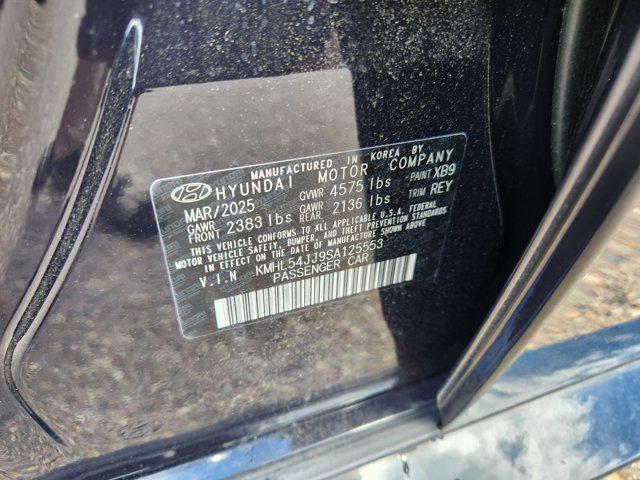 MANUFACTURED IN KOREA BY
HYUNDAI MOTOR COMPANY
MAR/2025 GVWR 4575 lbs PAINT XB9
GAWR FRONT 2383 lbs GAWR REAR 2136 lbs TRIM REY
THIS VEHICLE CONFORMS TO ALL APPLICABLE U.S.A. FEDERAL
MOTOR VEHICLE SAFETY, BUMPER, AND THEFT PREVENTION STANDARDS
IN EFFECT ON THE DATE OF MANUFACTURE SHOWN ABOVE.
V.I.N KMHL54JJ9SA125553
PASSENGER CAR